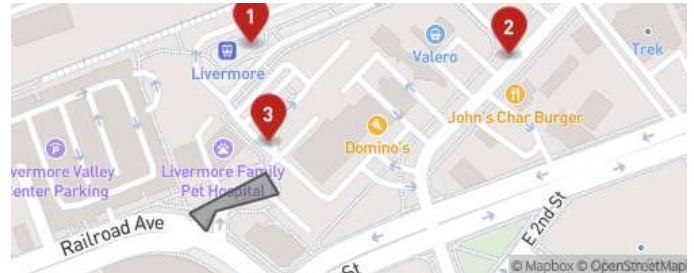 1
2
Livermore
Valero
Trek
3
John's Char Burger
Domino's
vermore Valley
Center Parking
Livermore Family
Pet Hospital
Railroad Ave
E 2nd St
St
© Mapbox © OpenStreetMap